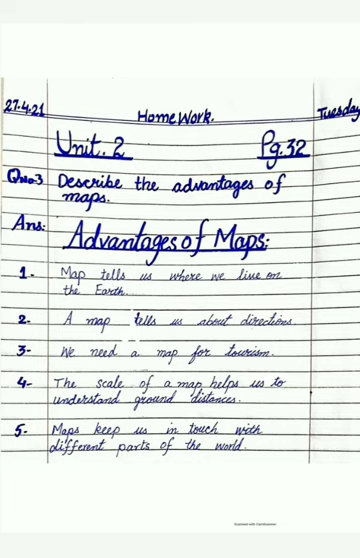 27.4.21 Home Work. Tuesday
Unit. 2 Pg.32
Q no 3 Describe the advantages of
maps.
Ans: Advantages of Maps:
1- Map tells us where we live on
the Earth.
2- A map tells us about directions.
3- We need a map for tourism.
4- The scale of a map helps us to
understand ground distances.
5- Maps keep us in touch with
different parts of the world.
Scanned with CamScanner